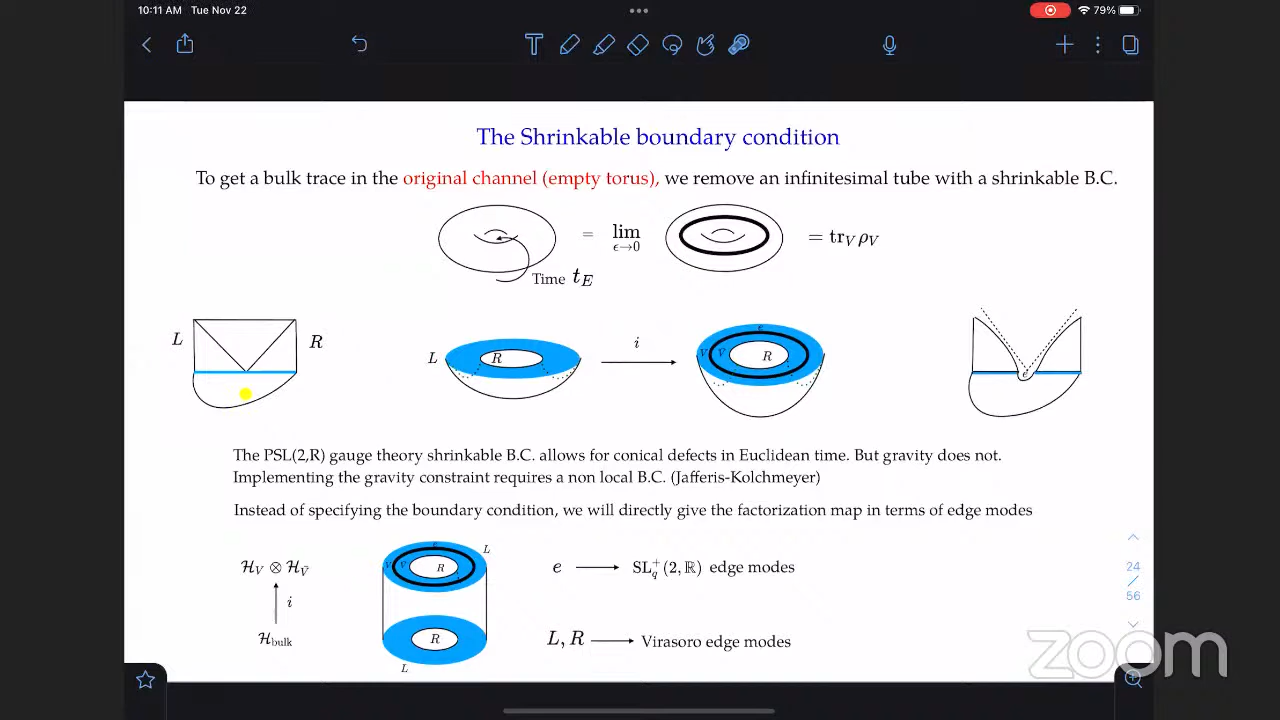 10:11 AM Tue Nov 22
79%
The Shrinkable boundary condition
To get a bulk trace in the original channel (empty torus), we remove an infinitesimal tube with a shrinkable B.C.
= lim ϵ→0 = tr_V ρ_V
Time t_E
L R
L R i e V V̄ R
e
The PSL(2,R) gauge theory shrinkable B.C. allows for conical defects in Euclidean time. But gravity does not.
Implementing the gravity constraint requires a non local B.C. (Jafferis-Kolchmeyer)
Instead of specifying the boundary condition, we will directly give the factorization map in terms of edge modes
e L
ℋ_V ⊗ ℋ_V̄ V V̄ R e → SL_q^+(2, ℝ) edge modes
i
ℋ_bulk R L, R → Virasoro edge modes
L
24
/
56
zoom